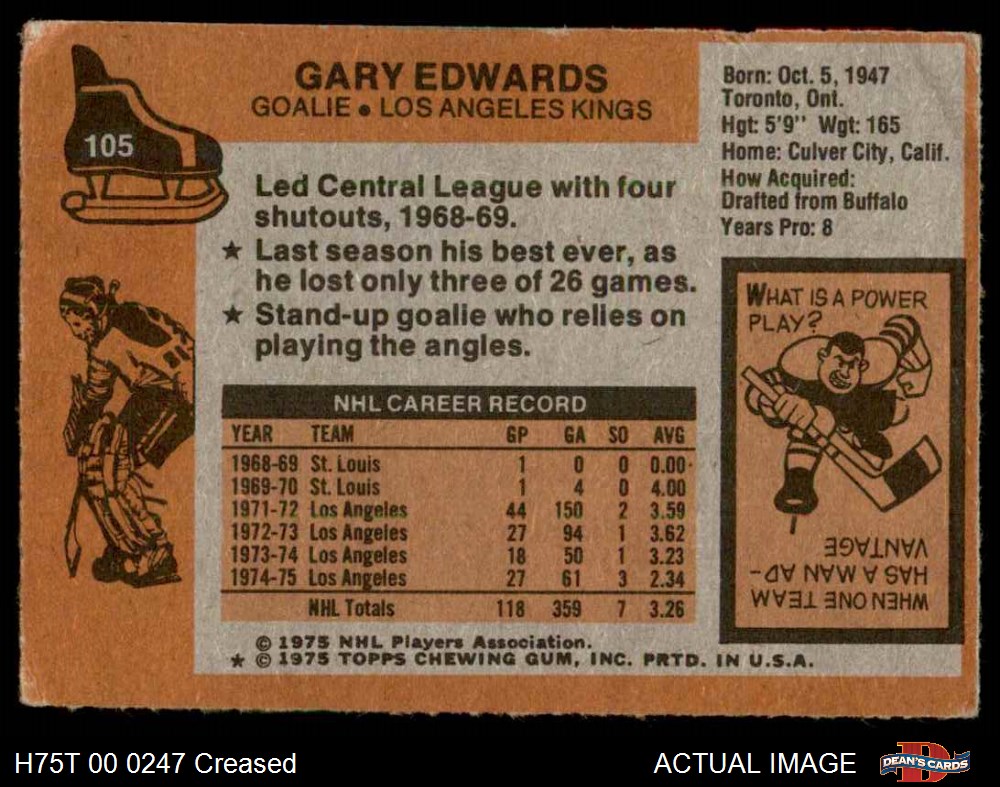 105
GARY EDWARDS
GOALIE ● LOS ANGELES KINGS
Led Central League with four
shutouts, 1968-69.
★ Last season his best ever, as
he lost only three of 26 games.
★ Stand-up goalie who relies on
playing the angles.
NHL CAREER RECORD
YEAR TEAM GP GA SO AVG
1968-69 St. Louis 1 0 0 0.00
1969-70 St. Louis 1 4 0 4.00
1971-72 Los Angeles 44 150 2 3.59
1972-73 Los Angeles 27 94 1 3.62
1973-74 Los Angeles 18 50 1 3.23
1974-75 Los Angeles 27 61 3 2.34
NHL Totals 118 359 7 3.26
© 1975 NHL Players Association.
★ © 1975 TOPPS CHEWING GUM, INC. PRTD. IN U.S.A.
Born: Oct. 5, 1947
Toronto, Ont.
Hgt: 5'9" Wgt: 165
Home: Culver City, Calif.
How Acquired:
Drafted from Buffalo
Years Pro: 8
WHAT IS A POWER
PLAY?
WHEN ONE TEAM
HAS A MAN AD-
VANTAGE
H75T 00 0247 Creased
ACTUAL IMAGE
D
DEAN'S CARDS
.com